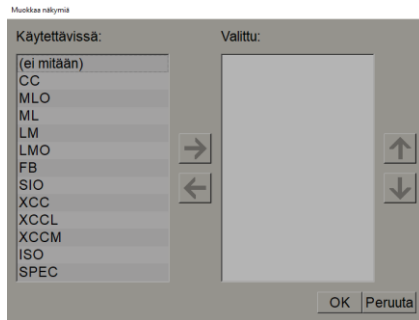 Muokkaa näkymiä
Käytettävissä:
Valittu:
(ei mitään)
CC
MLO
ML
LM
LMO
FB
SIO
XCC
XCCL
XCCM
ISO
SPEC
OK
Peruuta